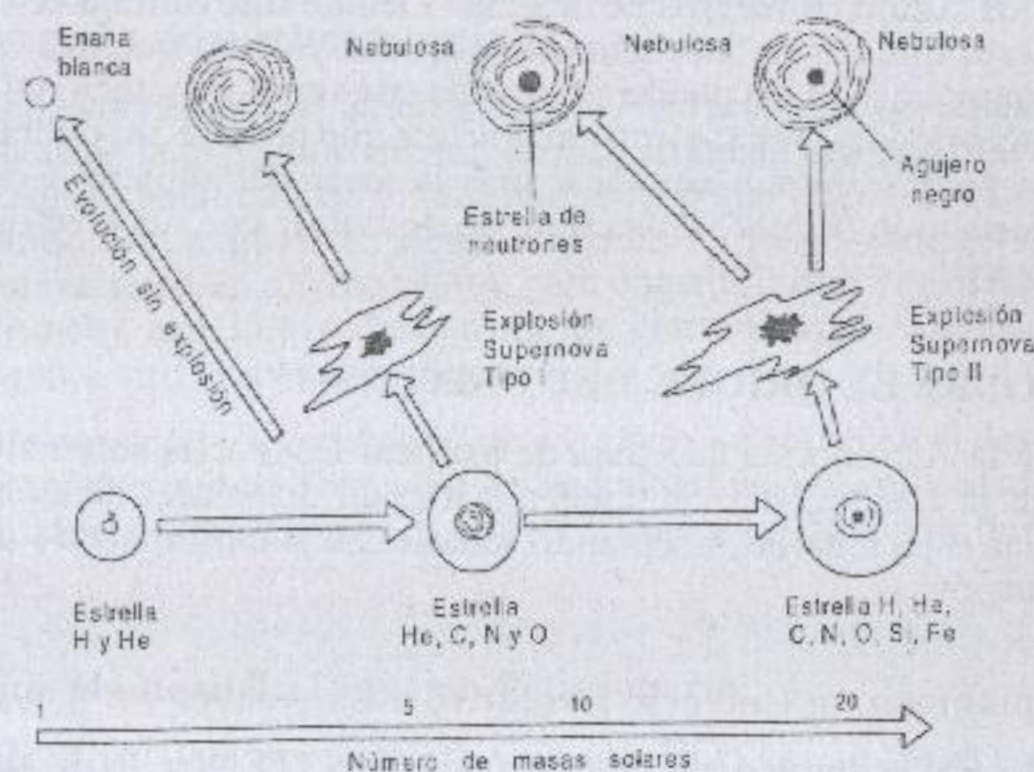 Enana
blanca
Nebulosa
Nebulosa
Nebulosa
Agujero
negro
Estrella de
neutrones
Evolución sin explosión
Explosión
Supernova
Tipo I
Explosión
Supernova
Tipo II
Estrella
H y He
Estrella
He, C, N y O
Estrella H, He,
C, N, O, Si, Fe
1 5 10 20
Número de masas solares